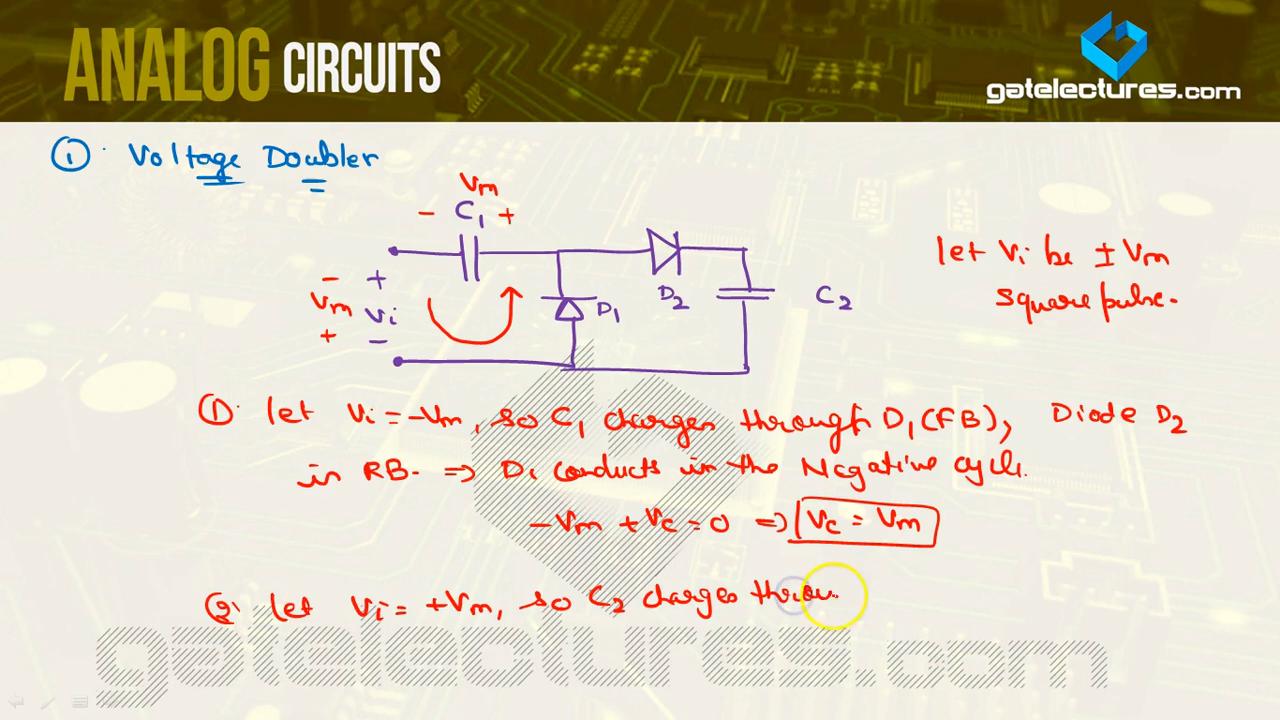 ANALOG CIRCUITS
gatelectures.com
① Voltage Doubler
Vm
- C1 +
let Vi be ± Vm
square pulse.
- +
Vm Vi
+ -
D1
D2
C2
①. let Vi = -Vm, so C1 charges through D1 (FB), Diode D2
in RB. => D1 conducts in the Negative cycle.
-Vm + Vc = 0 => Vc = Vm
②. let Vi = +Vm, so C2 charges throu
gatelectures.com